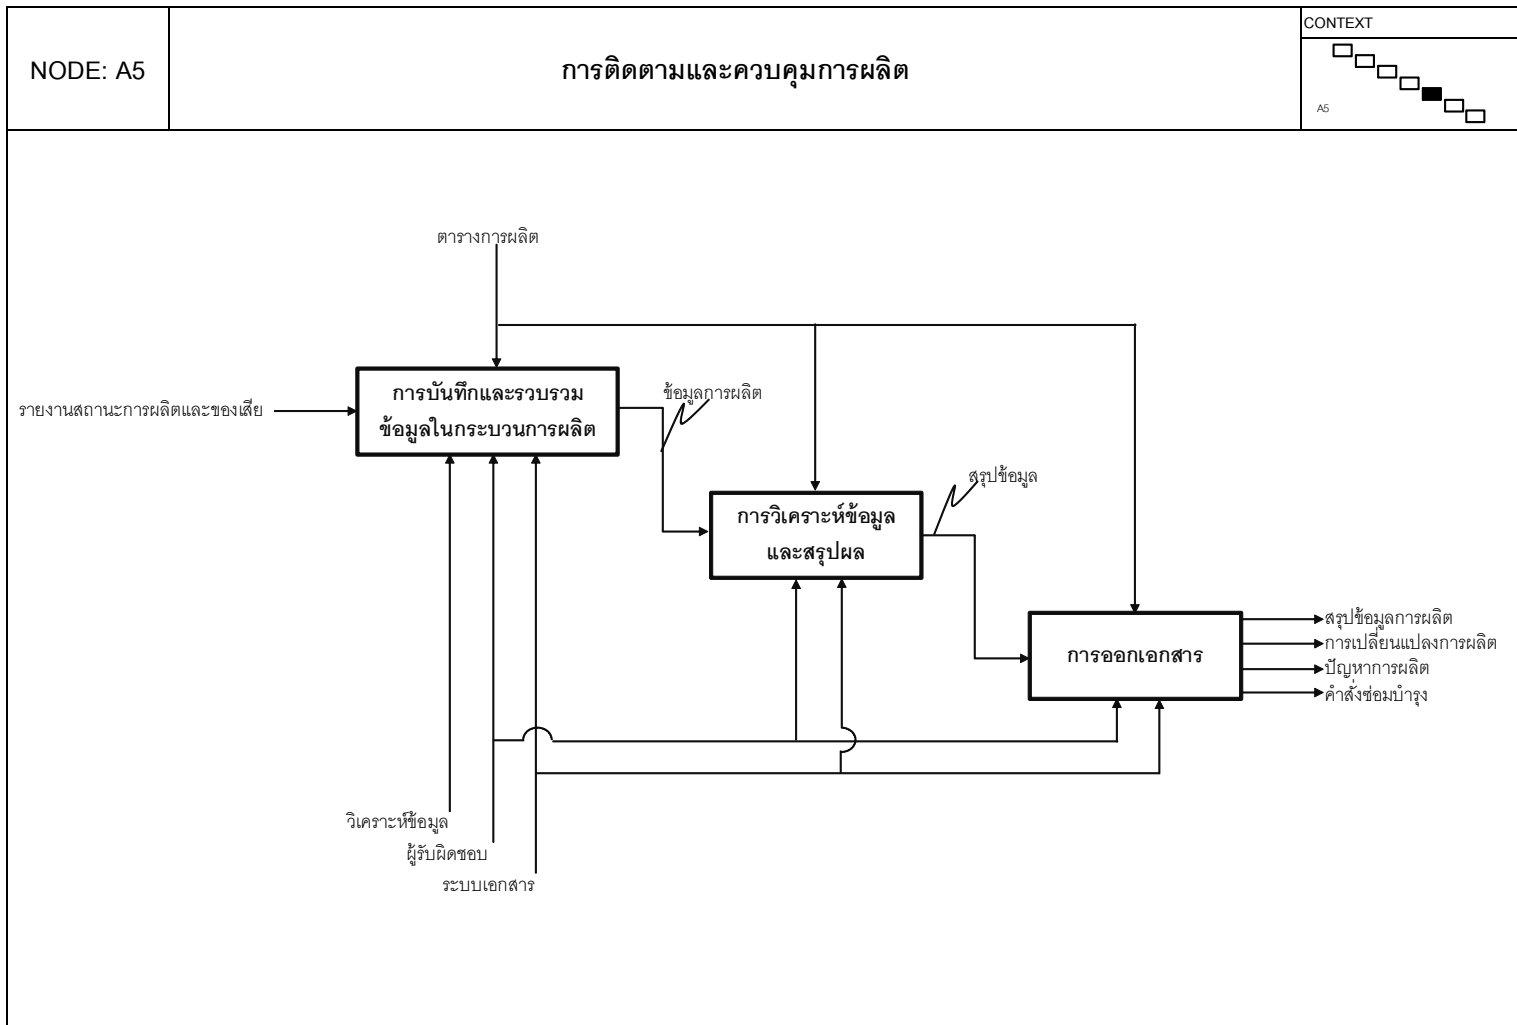 NODE: A5
การติดตามและควบคุมการผลิต
CONTEXT
A5
ตารางการผลิต
การบันทึกและรวบรวม
ข้อมูลในกระบวนการผลิต
ข้อมูลการผลิต
รายงานสถานะการผลิตและของเสีย
สรุปข้อมูล
การวิเคราะห์ข้อมูล
และสรุปผล
การออกเอกสาร
สรุปข้อมูลการผลิต
การเปลี่ยนแปลงการผลิต
ปัญหาการผลิต
คำสั่งซ่อมบำรุง
วิเคราะห์ข้อมูล
ผู้รับผิดชอบ
ระบบเอกสาร